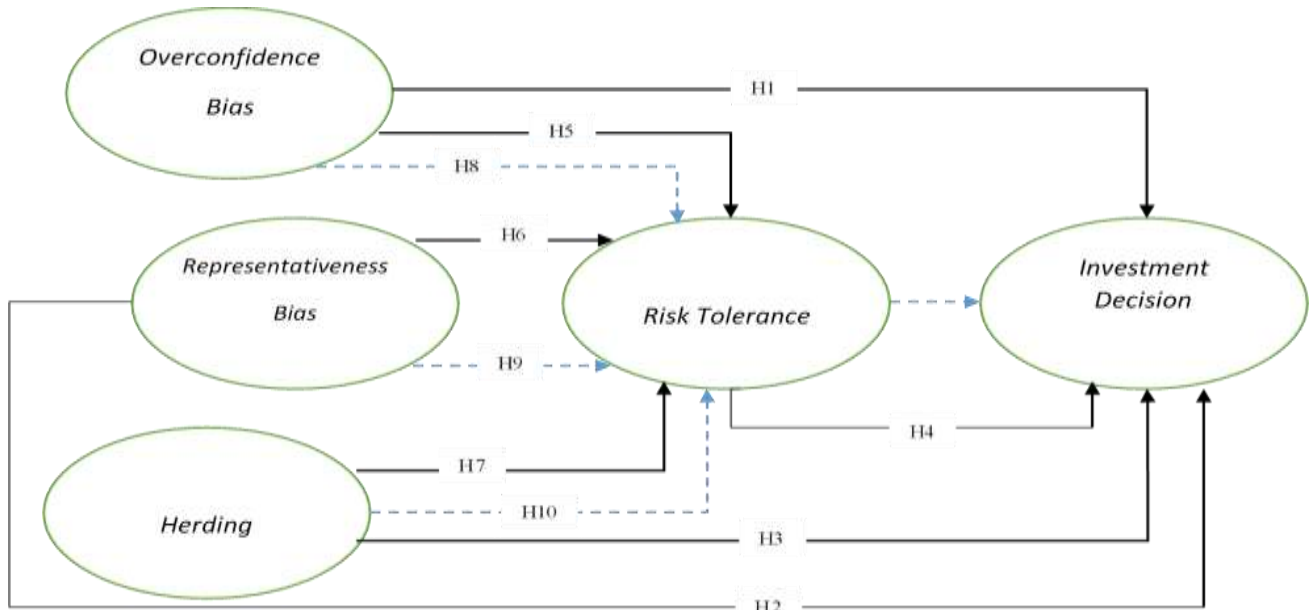 Overconfidence
Bias
H1
H5
H8
H6
Representativeness
Bias
Risk Tolerance
Investment
Decision
H9
H4
H7
H10
Herding
H3
H2